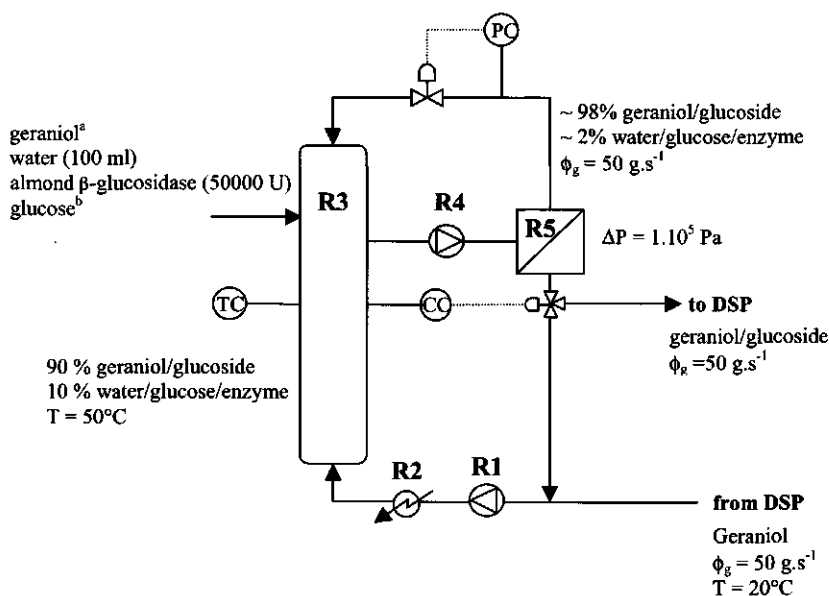 PC
~ 98% geraniol/glucoside
~ 2% water/glucose/enzyme
ϕg = 50 g.s⁻¹
geraniolᵃ
water (100 ml)
almond β-glucosidase (50000 U)
glucoseᵇ
R3
R4
R5
ΔP = 1.10⁵ Pa
TC
CC
to DSP
geraniol/glucoside
ϕg =50 g.s⁻¹
90 % geraniol/glucoside
10 % water/glucose/enzyme
T = 50°C
R2
R1
from DSP
Geraniol
ϕg = 50 g.s⁻¹
T = 20°C